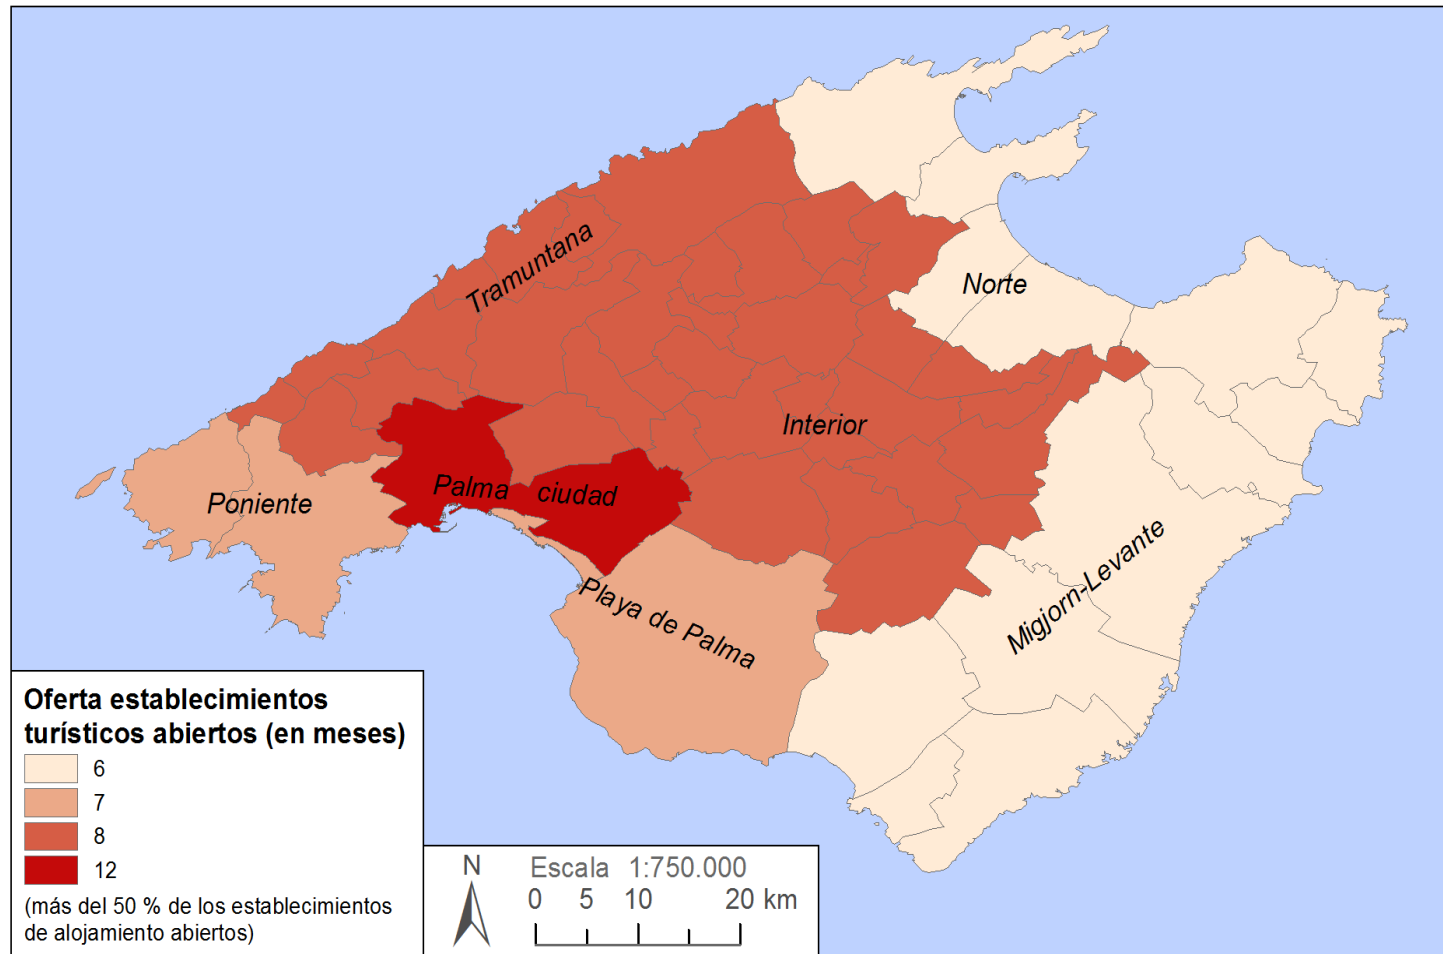 Tramuntana
Norte
Interior
Poniente
Palma ciudad
Playa de Palma
Migjorn-Levante
Oferta establecimientos
turísticos abiertos (en meses)
6
7
8
12
(más del 50 % de los establecimientos
de alojamiento abiertos)
N
Escala 1:750.000
0 5 10 20 km